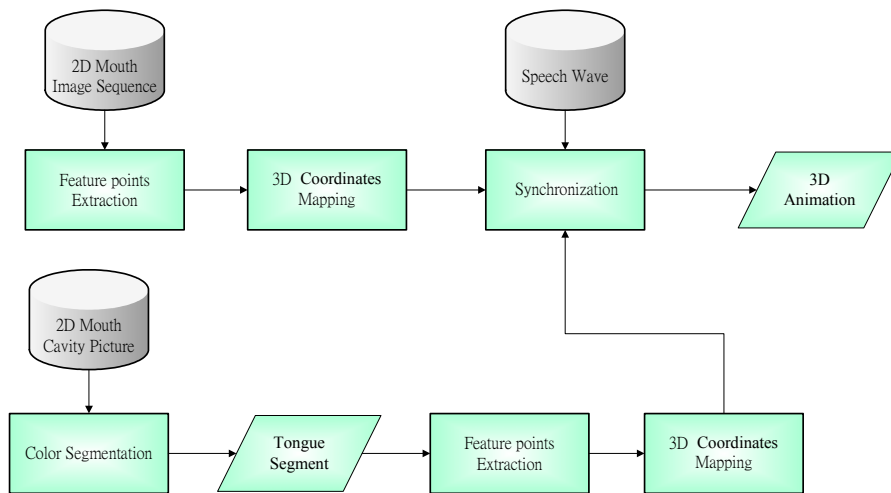 2D Mouth
Image Sequence
Speech Wave
Feature points
Extraction
3D Coordinates
Mapping
Synchronization
3D
Animation
2D Mouth
Cavity Picture
Color Segmentation
Tongue
Segment
Feature points
Extraction
3D Coordinates
Mapping